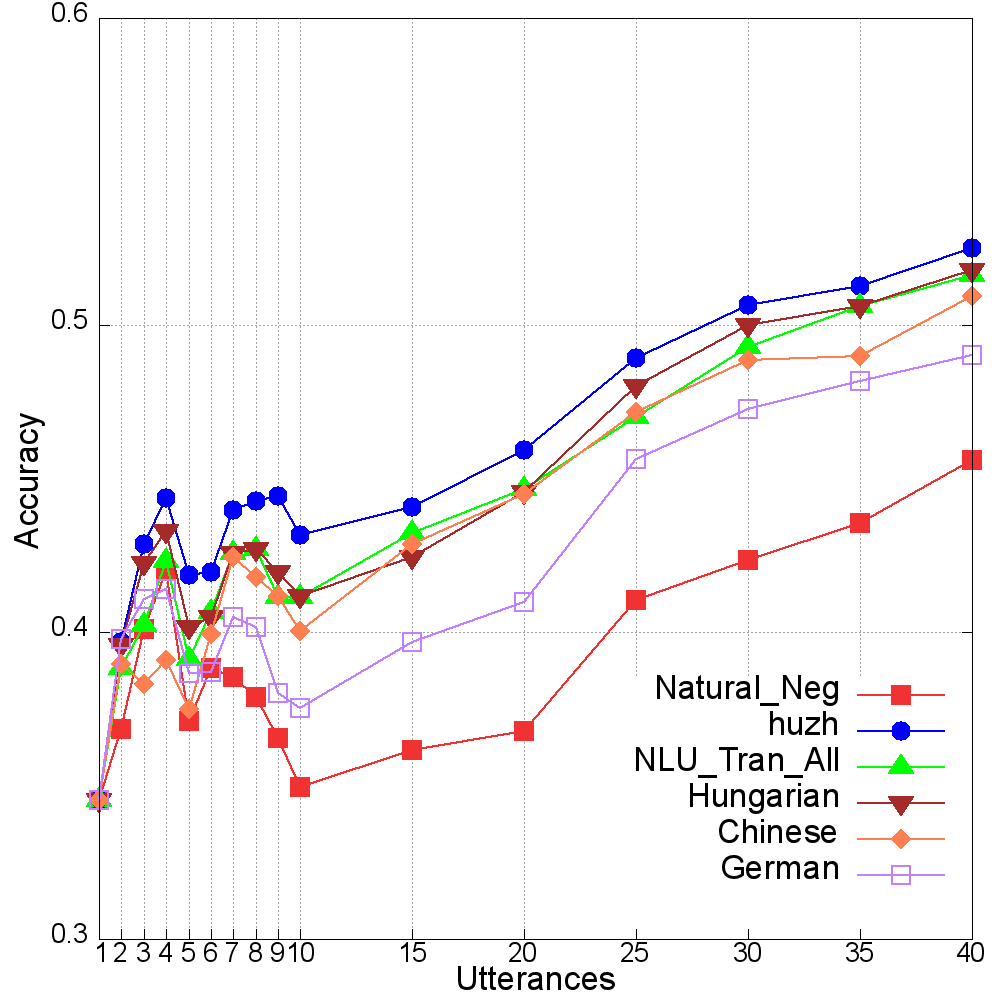 0.6
0.5
0.4
0.3
Accuracy
Natural_Neg
huzh
NLU_Tran_All
Hungarian
Chinese
German
1 2 3 4 5 6 7 8 9 10 15 20 25 30 35 40
Utterances